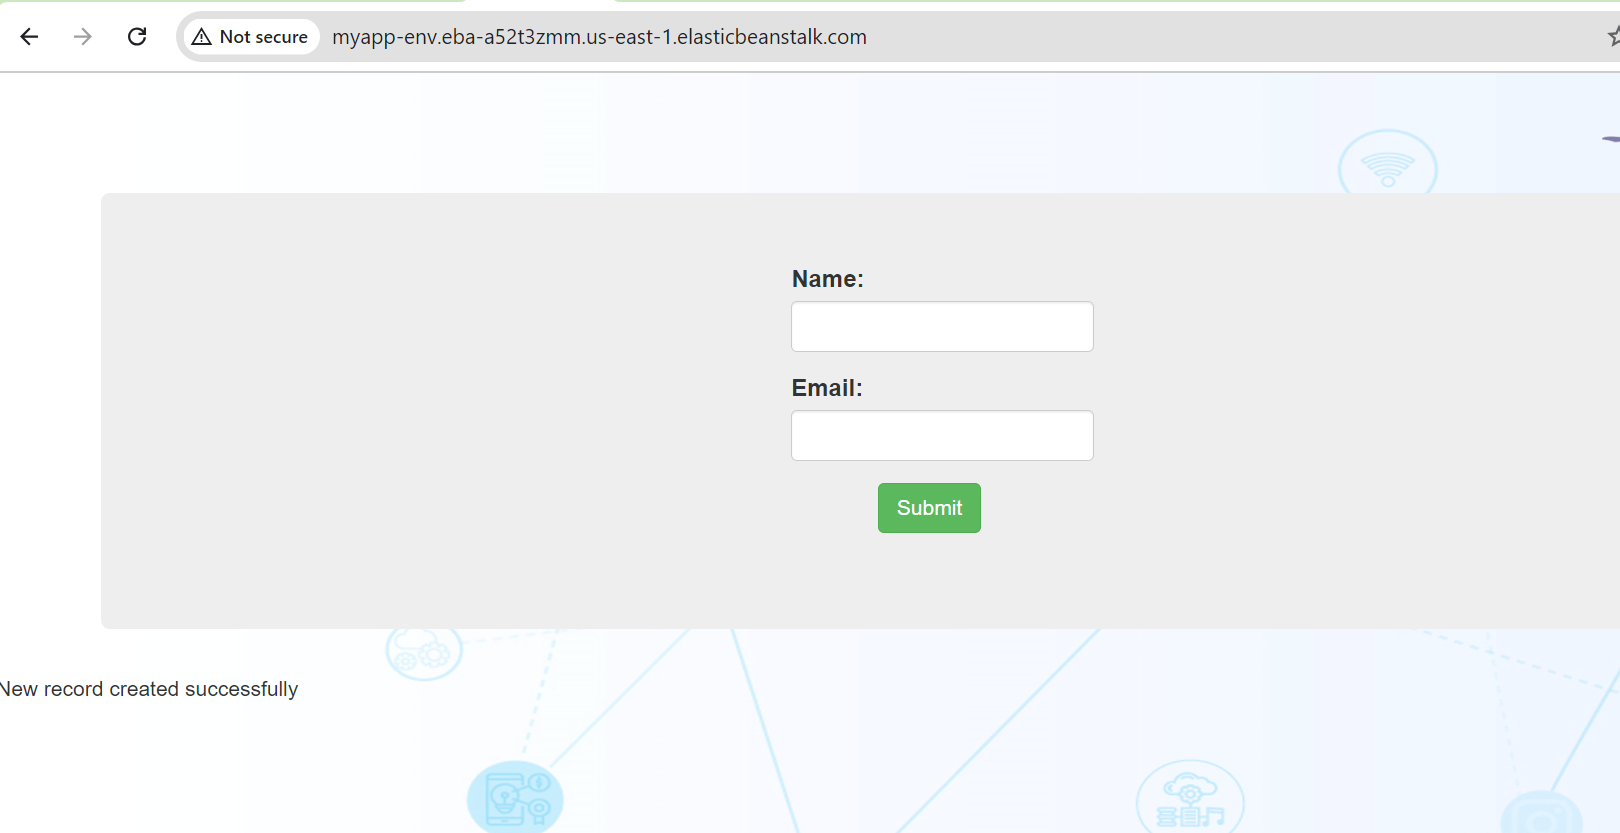 Not secure myapp-env.eba-a52t3zmm.us-east-1.elasticbeanstalk.com
Name:
Email:
Submit
New record created successfully